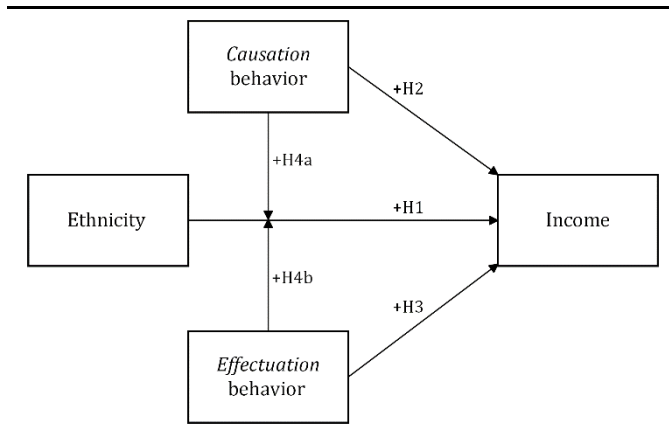 Causation
behavior
+H2
+H4a
Ethnicity
+H1
Income
+H4b
+H3
Effectuation
behavior